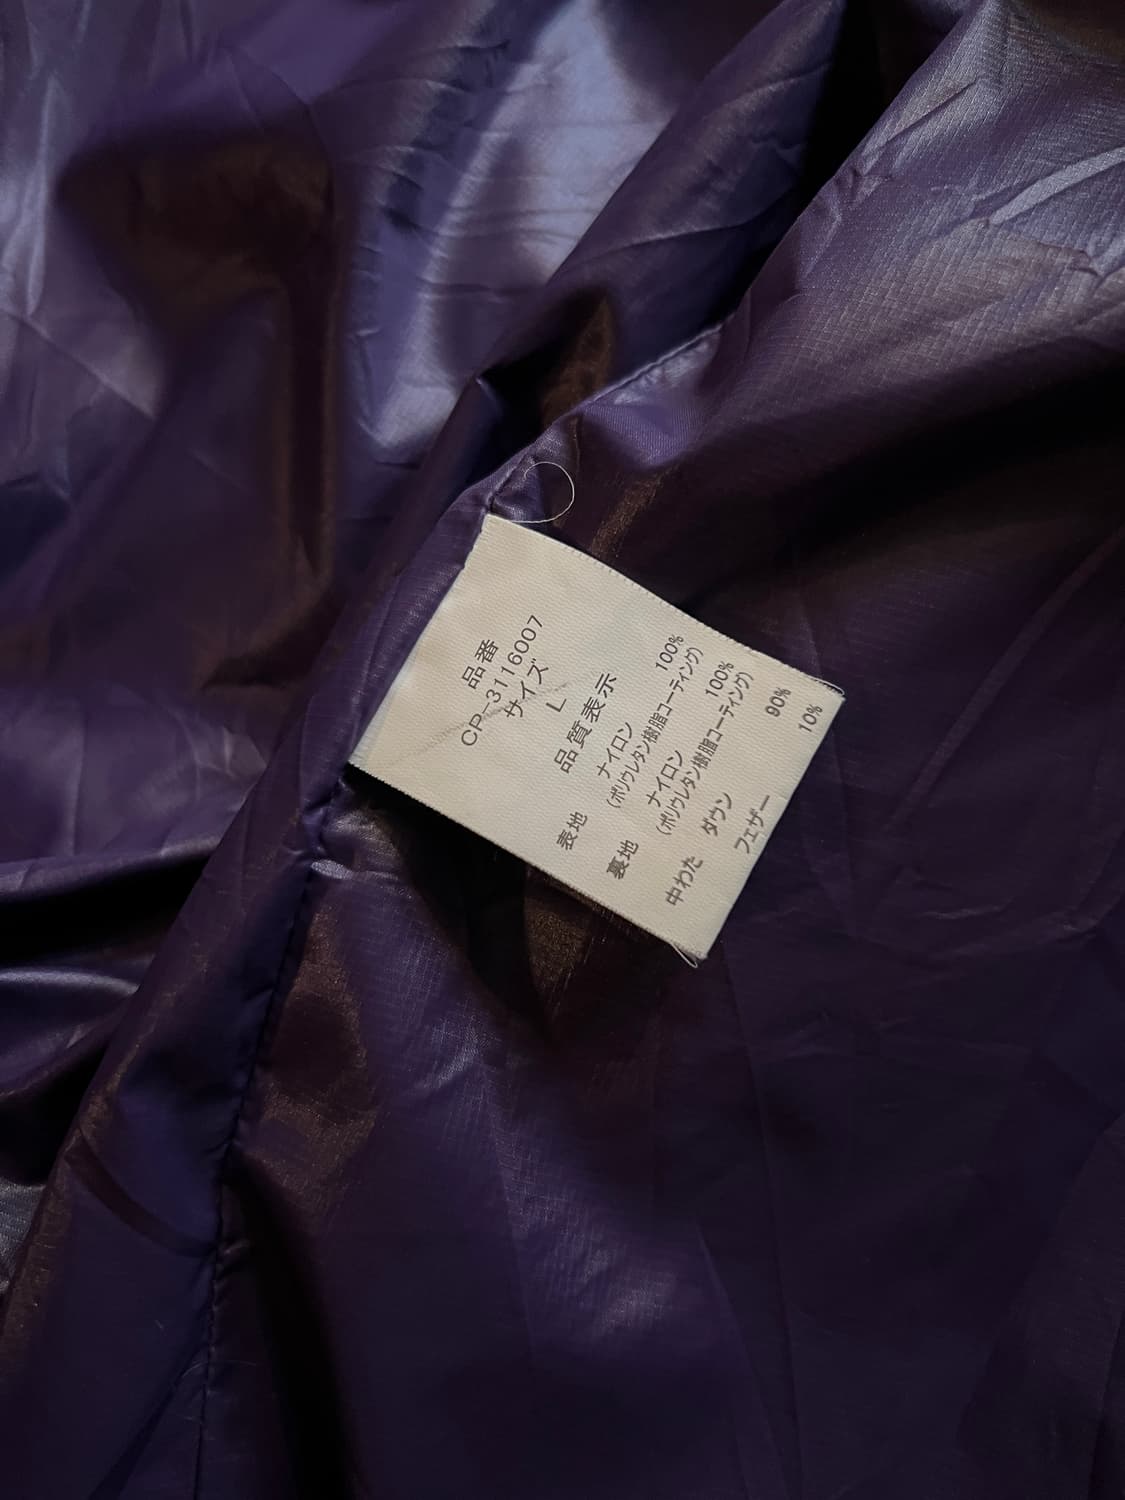 品番
CP-3116007
サイズ
L
品質表示
表地 ナイロン 100%
(ポリウレタン樹脂コーティング)
裏地 ナイロン 100%
(ポリウレタン樹脂コーティング)
中わた ダウン 90%
フェザー 10%